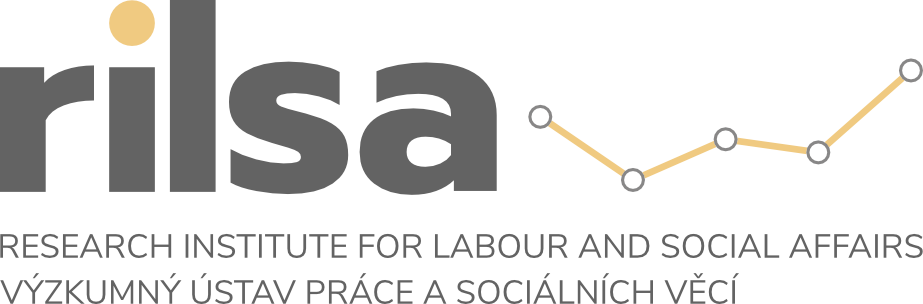 rilsa
RESEARCH INSTITUTE FOR LABOUR AND SOCIAL AFFAIRS
VÝZKUMNÝ ÚSTAV PRÁCE A SOCIÁLNÍCH VĚCÍ